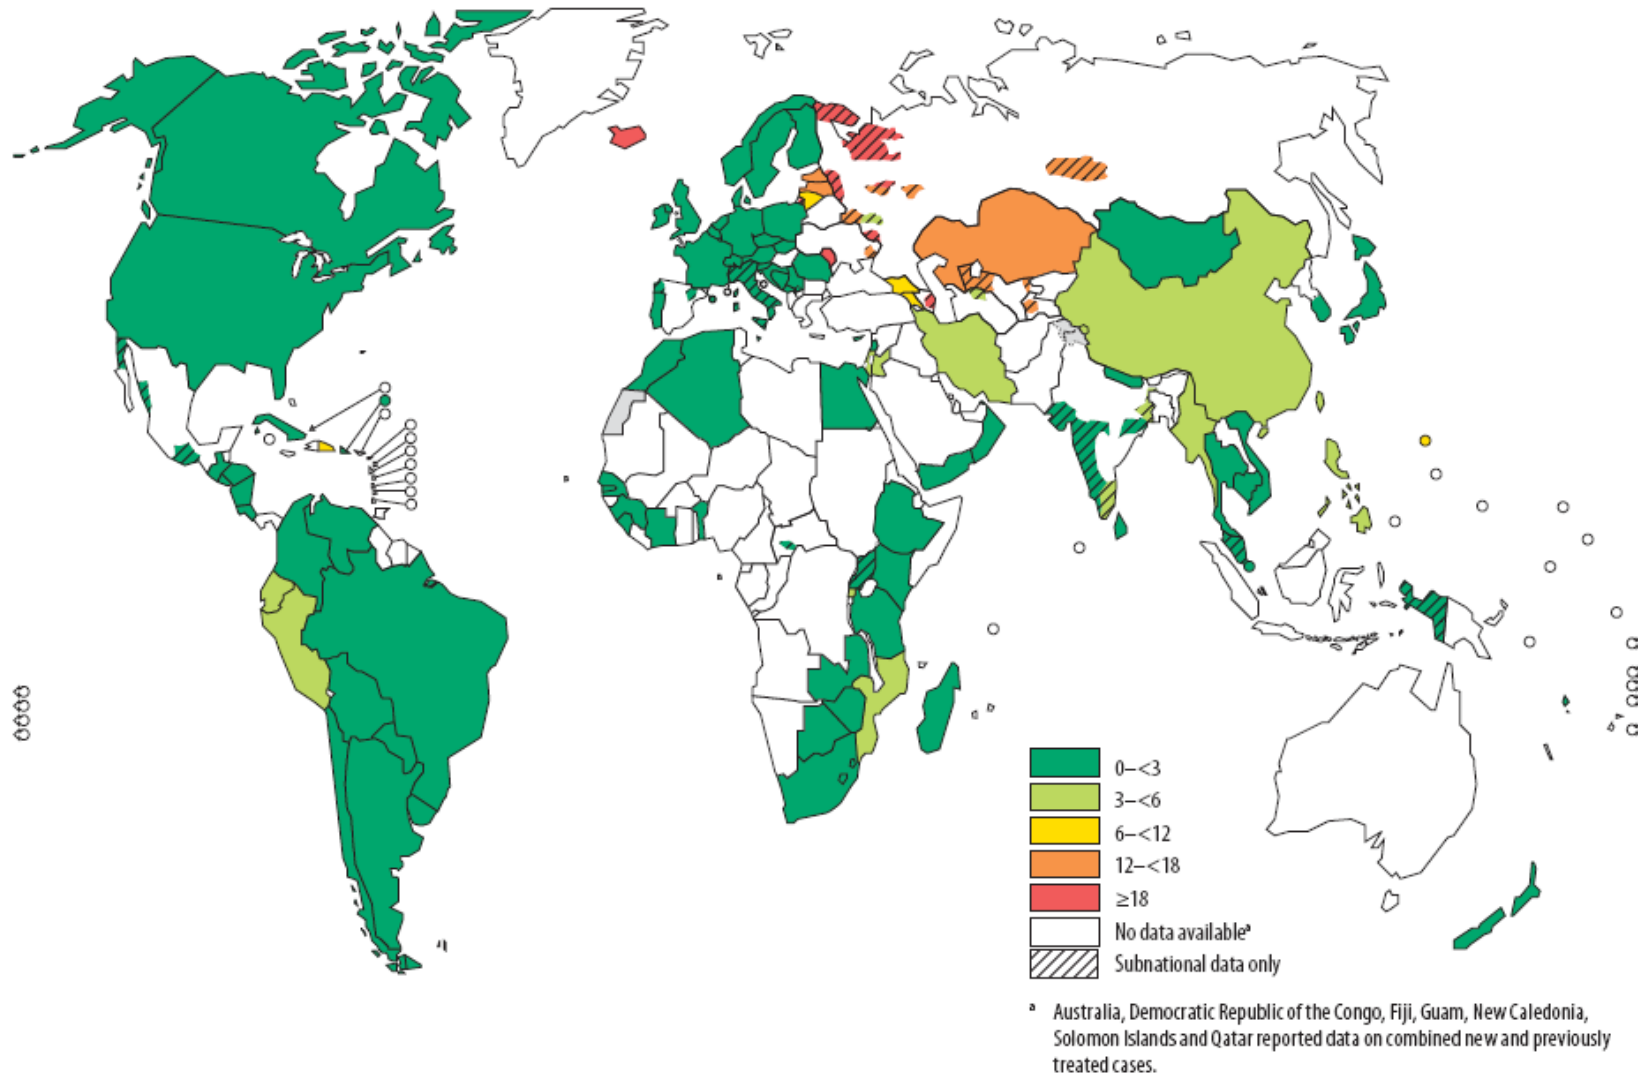 0–<3
3–<6
6–<12
12–<18
≥18
No data availableᵃ
Subnational data only
ᵃ Australia, Democratic Republic of the Congo, Fiji, Guam, New Caledonia,
Solomon Islands and Qatar reported data on combined new and previously
treated cases.